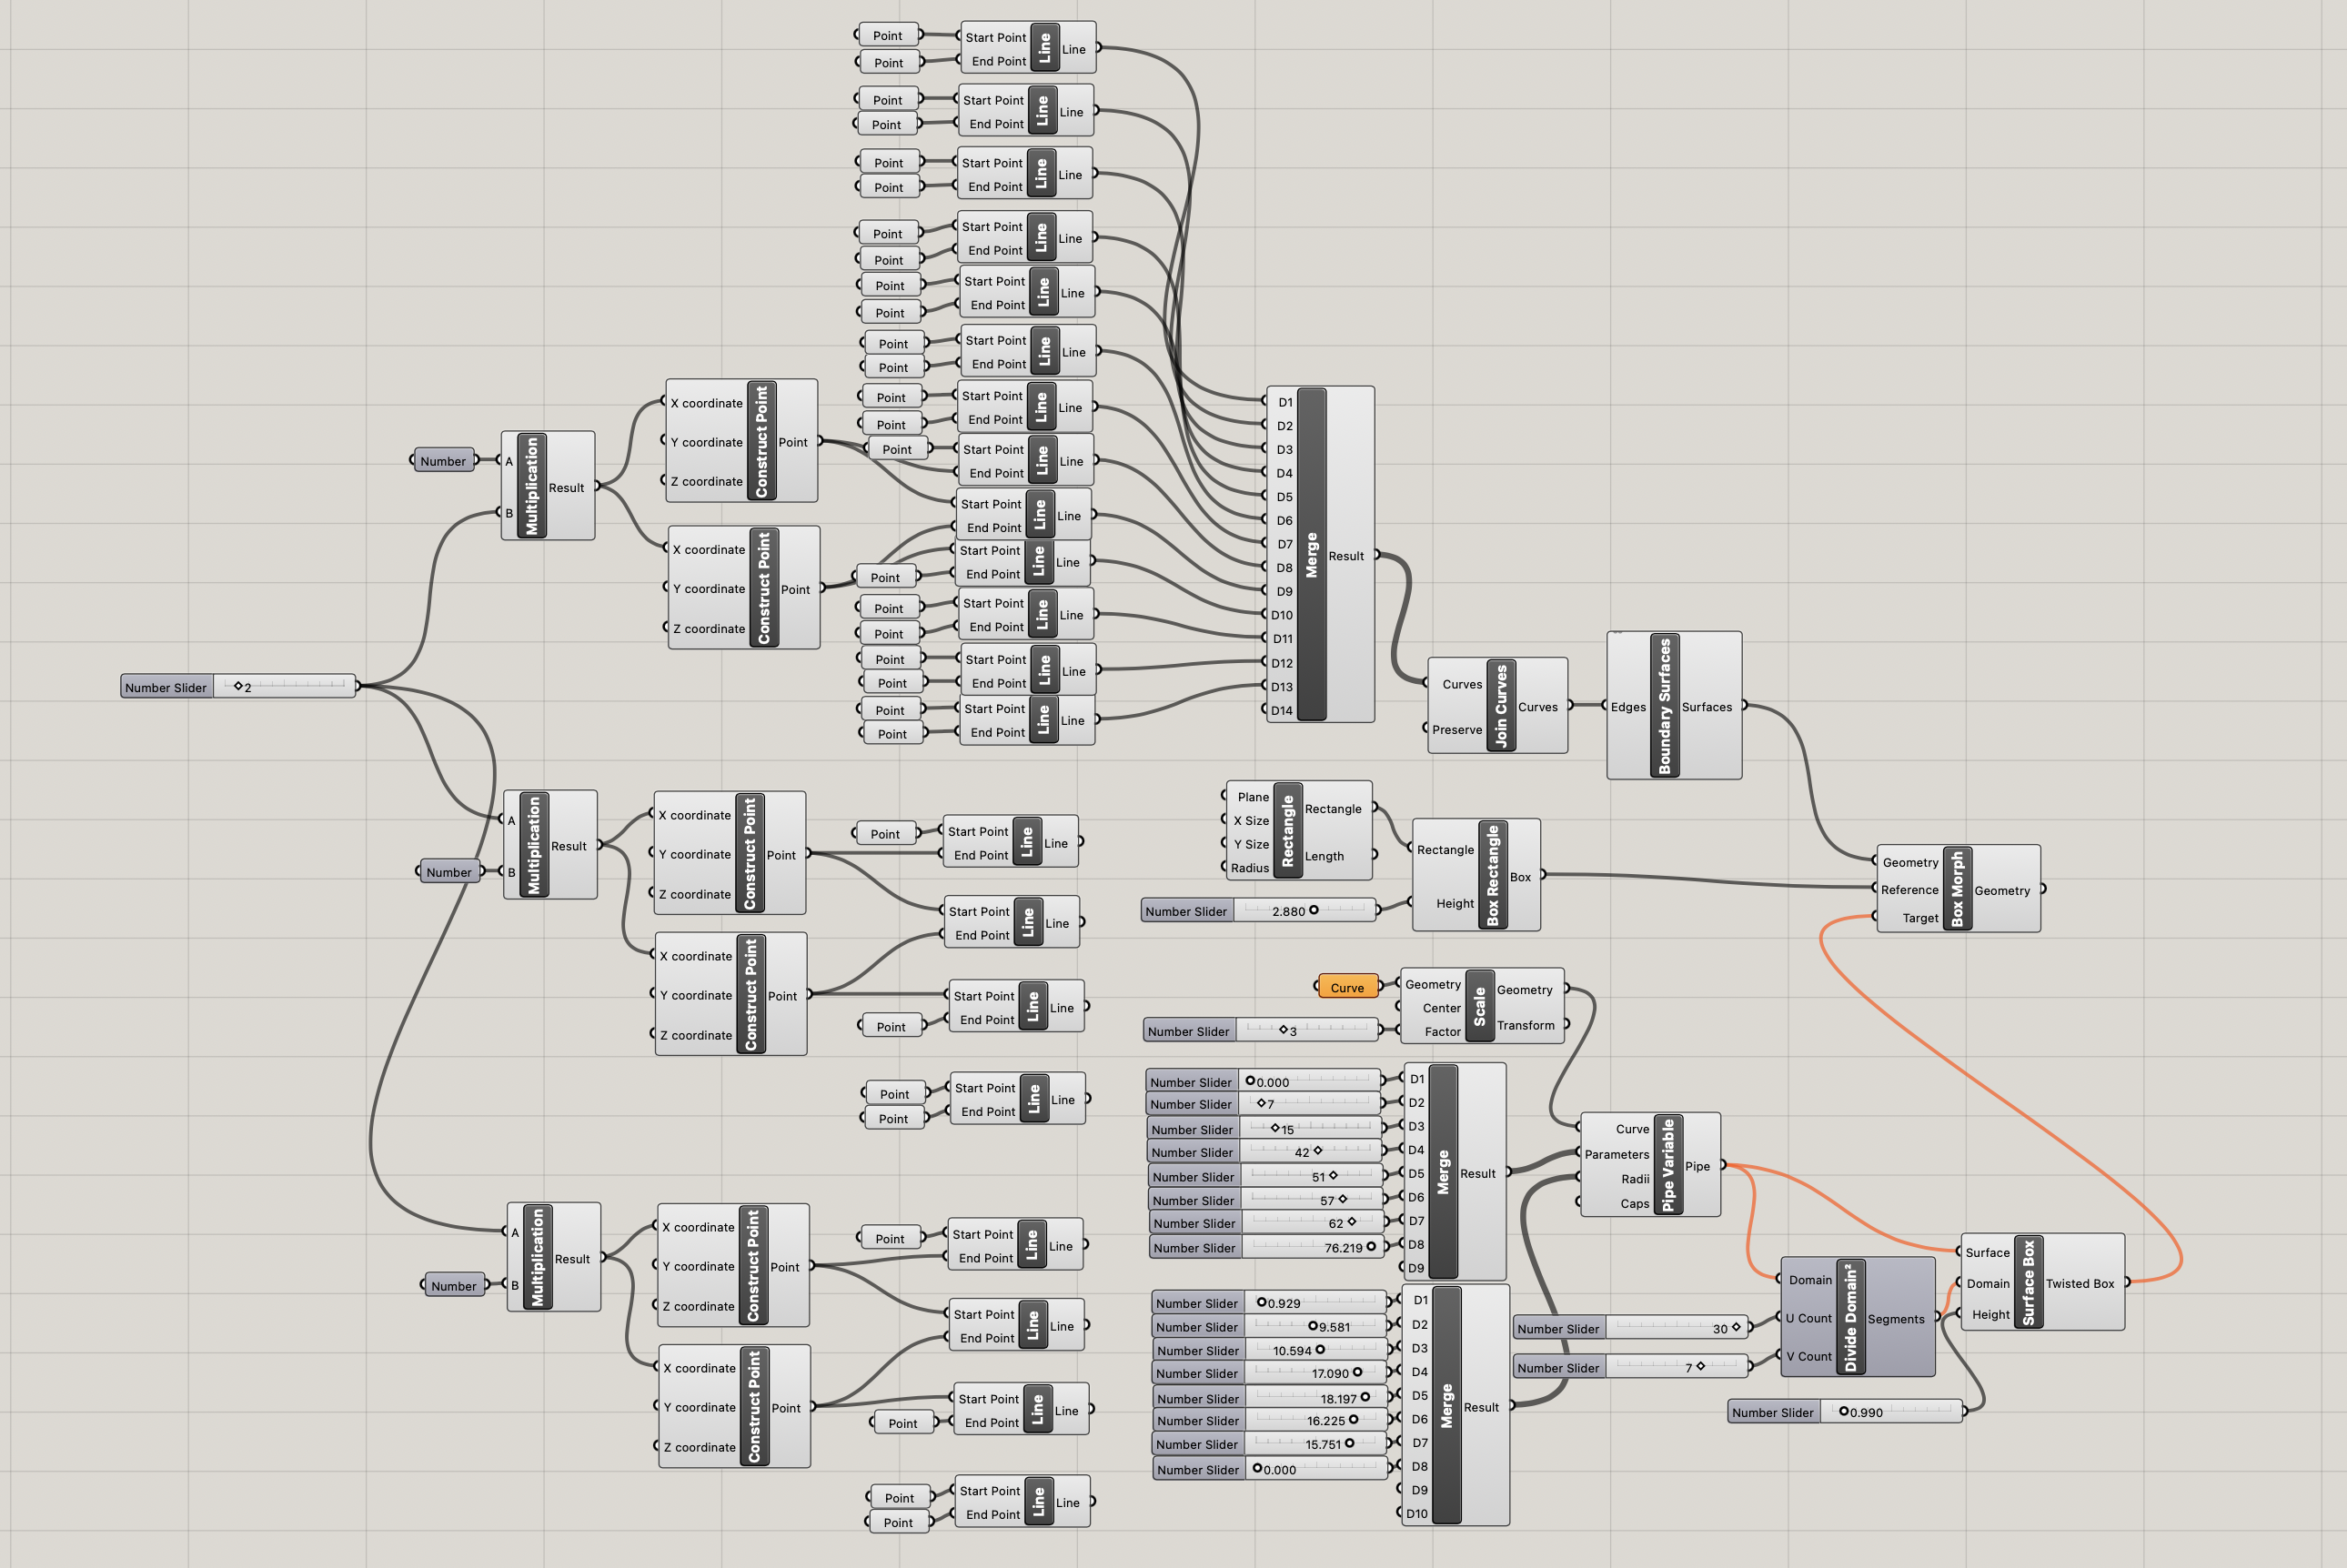 Point
Point
Start Point
End Point
Line
Line
Point
Point
Start Point
End Point
Line
Line
Point
Point
Start Point
End Point
Line
Line
Point
Point
Start Point
End Point
Line
Line
Point
Point
Start Point
End Point
Line
Line
Point
Point
Start Point
End Point
Line
Line
Point
Point
Start Point
End Point
Line
Line
Point
Start Point
End Point
Line
Line
Start Point
End Point
Line
Line
Point
Start Point
End Point
Line
Line
Point
Point
Start Point
End Point
Line
Line
Point
Point
Start Point
End Point
Line
Line
Point
Point
Start Point
End Point
Line
Line
Number
A
B
Multiplication
Result
X coordinate
Y coordinate
Z coordinate
Construct Point
Point
X coordinate
Y coordinate
Z coordinate
Construct Point
Point
Number Slider
2
D1
D2
D3
D4
D5
D6
D7
D8
D9
D10
D11
D12
D13
D14
Merge
Result
Curves
Preserve
Join Curves
Curves
Edges
Boundary Surfaces
Surfaces
Number
A
B
Multiplication
Result
X coordinate
Y coordinate
Z coordinate
Construct Point
Point
X coordinate
Y coordinate
Z coordinate
Construct Point
Point
Point
Start Point
End Point
Line
Line
Start Point
End Point
Line
Line
Point
Start Point
End Point
Line
Line
Point
Point
Start Point
End Point
Line
Line
Plane
X Size
Y Size
Radius
Rectangle
Rectangle
Length
Number Slider
2.880
Rectangle
Height
Box Rectangle
Box
Geometry
Reference
Target
Box Morph
Geometry
Curve
Number Slider
3
Geometry
Center
Factor
Scale
Geometry
Transform
Number Slider
0.000
Number Slider
7
Number Slider
15
Number Slider
42
Number Slider
51
Number Slider
57
Number Slider
62
Number Slider
76.219
D1
D2
D3
D4
D5
D6
D7
D8
D9
Merge
Result
Curve
Parameters
Radii
Caps
Pipe Variable
Pipe
Number
A
B
Multiplication
Result
X coordinate
Y coordinate
Z coordinate
Construct Point
Point
X coordinate
Y coordinate
Z coordinate
Construct Point
Point
Point
Start Point
End Point
Line
Line
Start Point
End Point
Line
Line
Point
Start Point
End Point
Line
Line
Point
Point
Start Point
End Point
Line
Line
Number Slider
0.929
Number Slider
9.581
Number Slider
10.594
Number Slider
17.090
Number Slider
18.197
Number Slider
16.225
Number Slider
15.751
Number Slider
0.000
D1
D2
D3
D4
D5
D6
D7
D8
D9
D10
Merge
Result
Number Slider
30
Number Slider
7
Domain
U Count
V Count
Divide Domain²
Segments
Number Slider
0.990
Surface
Domain
Height
Surface Box
Twisted Box